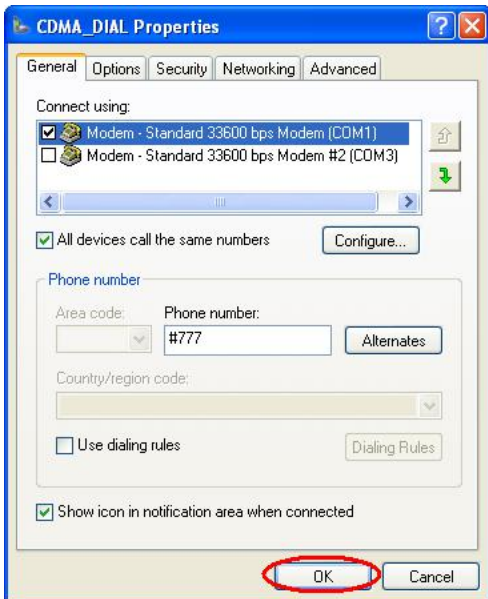 CDMA_DIAL Properties
General Options Security Networking Advanced
Connect using:
Modem - Standard 33600 bps Modem (COM1)
Modem - Standard 33600 bps Modem #2 (COM3)
All devices call the same numbers Configure...
Phone number
Area code: Phone number:
#777 Alternates
Country/region code:
Use dialing rules Dialing Rules
Show icon in notification area when connected
OK Cancel